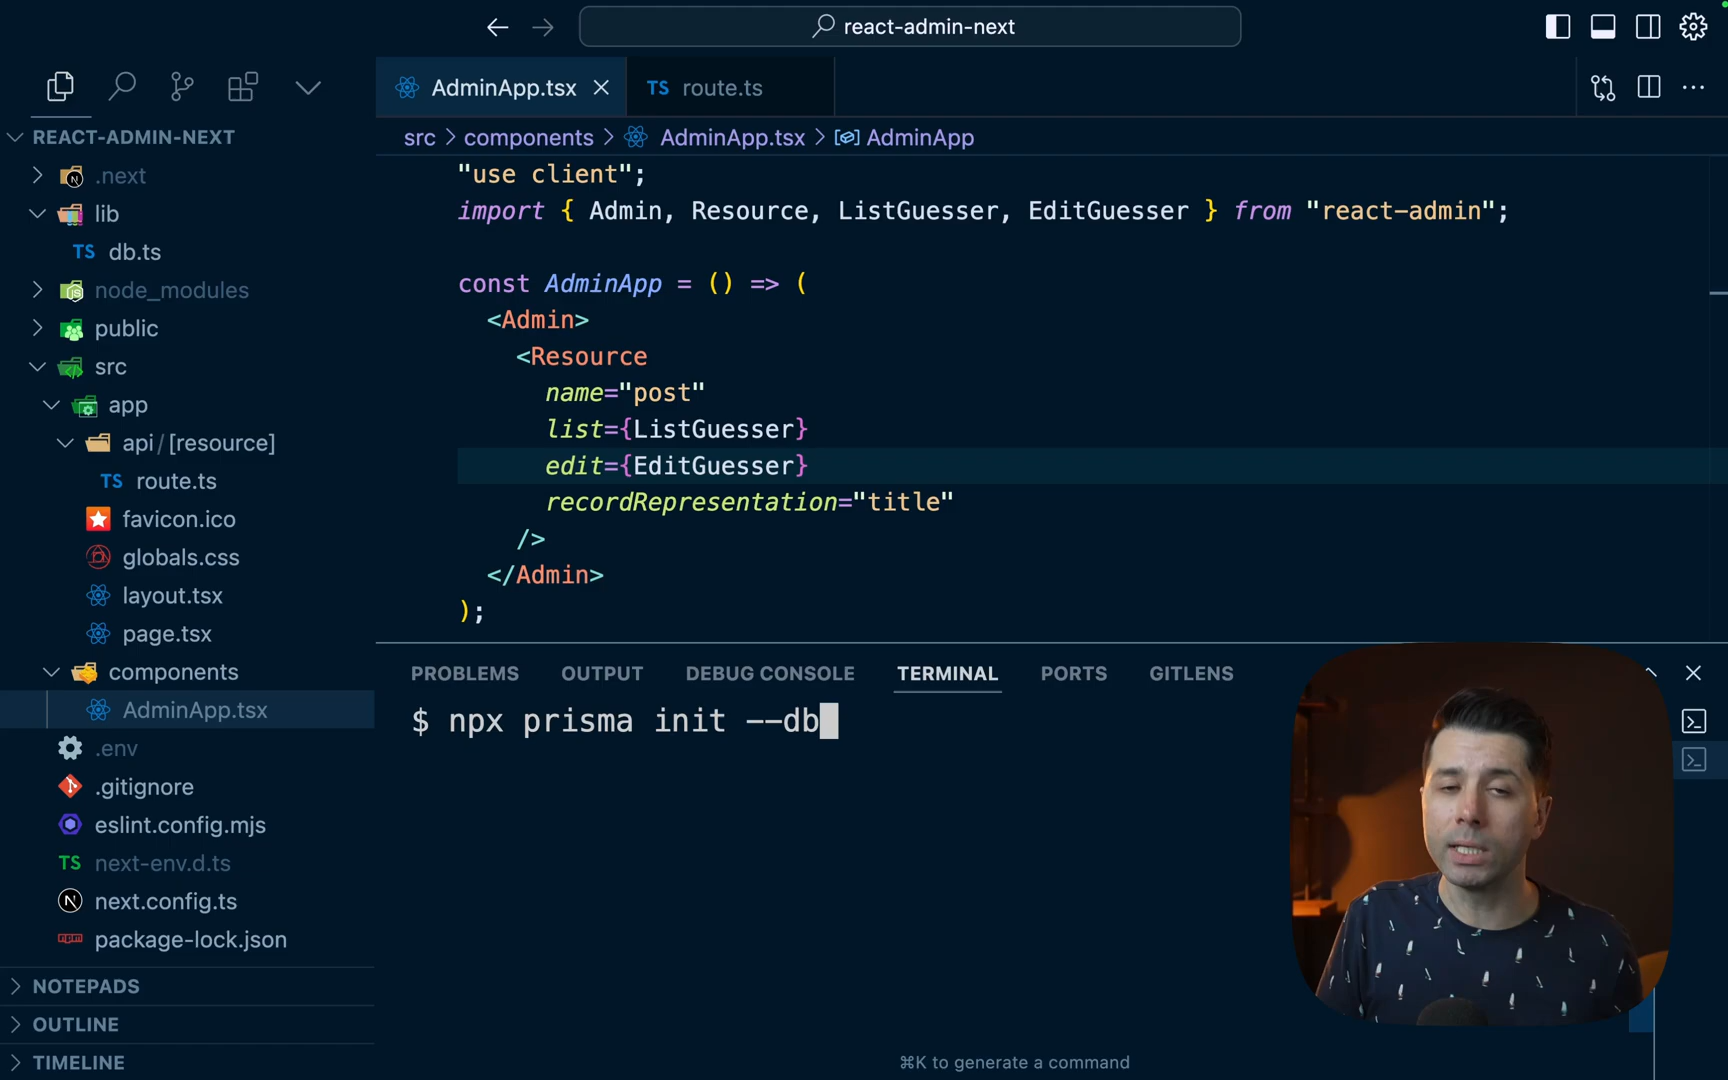 react-admin-next
REACT-ADMIN-NEXT
.next
lib
TS db.ts
node_modules
public
src
app
api/[resource]
TS route.ts
favicon.ico
globals.css
layout.tsx
page.tsx
components
AdminApp.tsx
.env
.gitignore
eslint.config.mjs
TS next-env.d.ts
next.config.ts
package-lock.json
NOTEPADS
OUTLINE
TIMELINE
AdminApp.tsx
TS route.ts
src > components > AdminApp.tsx > AdminApp
"use client";
import { Admin, Resource, ListGuesser, EditGuesser } from "react-admin";
const AdminApp = () => (
<Admin>
<Resource
name="post"
list={ListGuesser}
edit={EditGuesser}
recordRepresentation="title"
/>
</Admin>
);
PROBLEMS OUTPUT DEBUG CONSOLE TERMINAL PORTS GITLENS
$ npx prisma init --db
⌘K to generate a command